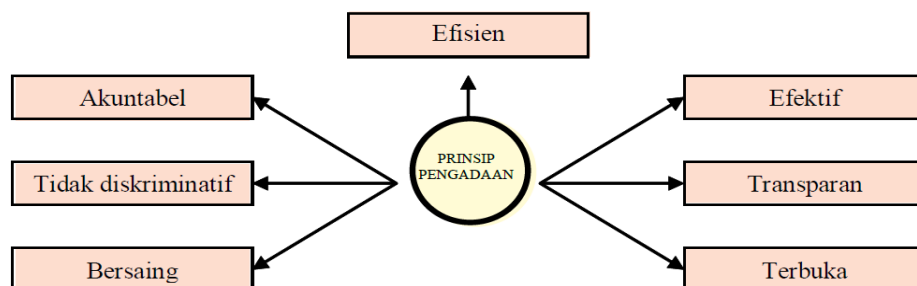 Efisien
Akuntabel
Efektif
PRINSIP
PENGADAAN
Tidak diskriminatif
Transparan
Bersaing
Terbuka